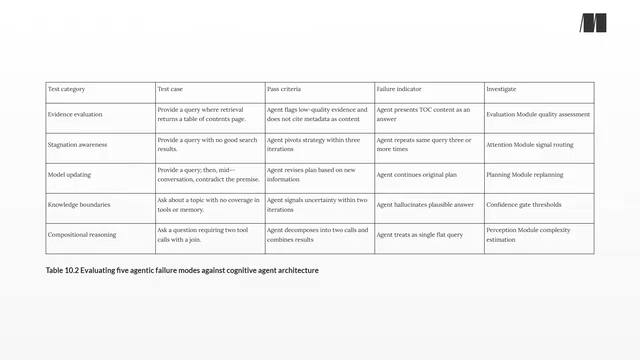 Test category
Test case
Pass criteria
Failure indicator
Investigate
Evidence evaluation
Provide a query where retrieval
returns a table of contents page.
Agent flags low-quality evidence and
does not cite metadata as content
Agent presents TOC content as an
answer
Evaluation Module quality assessment
Stagnation awareness
Provide a query with no good search
results.
Agent pivots strategy within three
iterations
Agent repeats same query three or
more times
Attention Module signal routing
Model updating
Provide a query; then, mid--
conversation, contradict the premise.
Agent revises plan based on new
information
Agent continues original plan
Planning Module replanning
Knowledge boundaries
Ask about a topic with no coverage in
tools or memory.
Agent signals uncertainty within two
iterations
Agent hallucinates plausible answer
Confidence gate thresholds
Compositional reasoning
Ask a question requiring two tool
calls with a join.
Agent decomposes into two calls and
combines results
Agent treats as single flat query
Perception Module complexity
estimation
Table 10.2 Evaluating five agentic failure modes against cognitive agent architecture